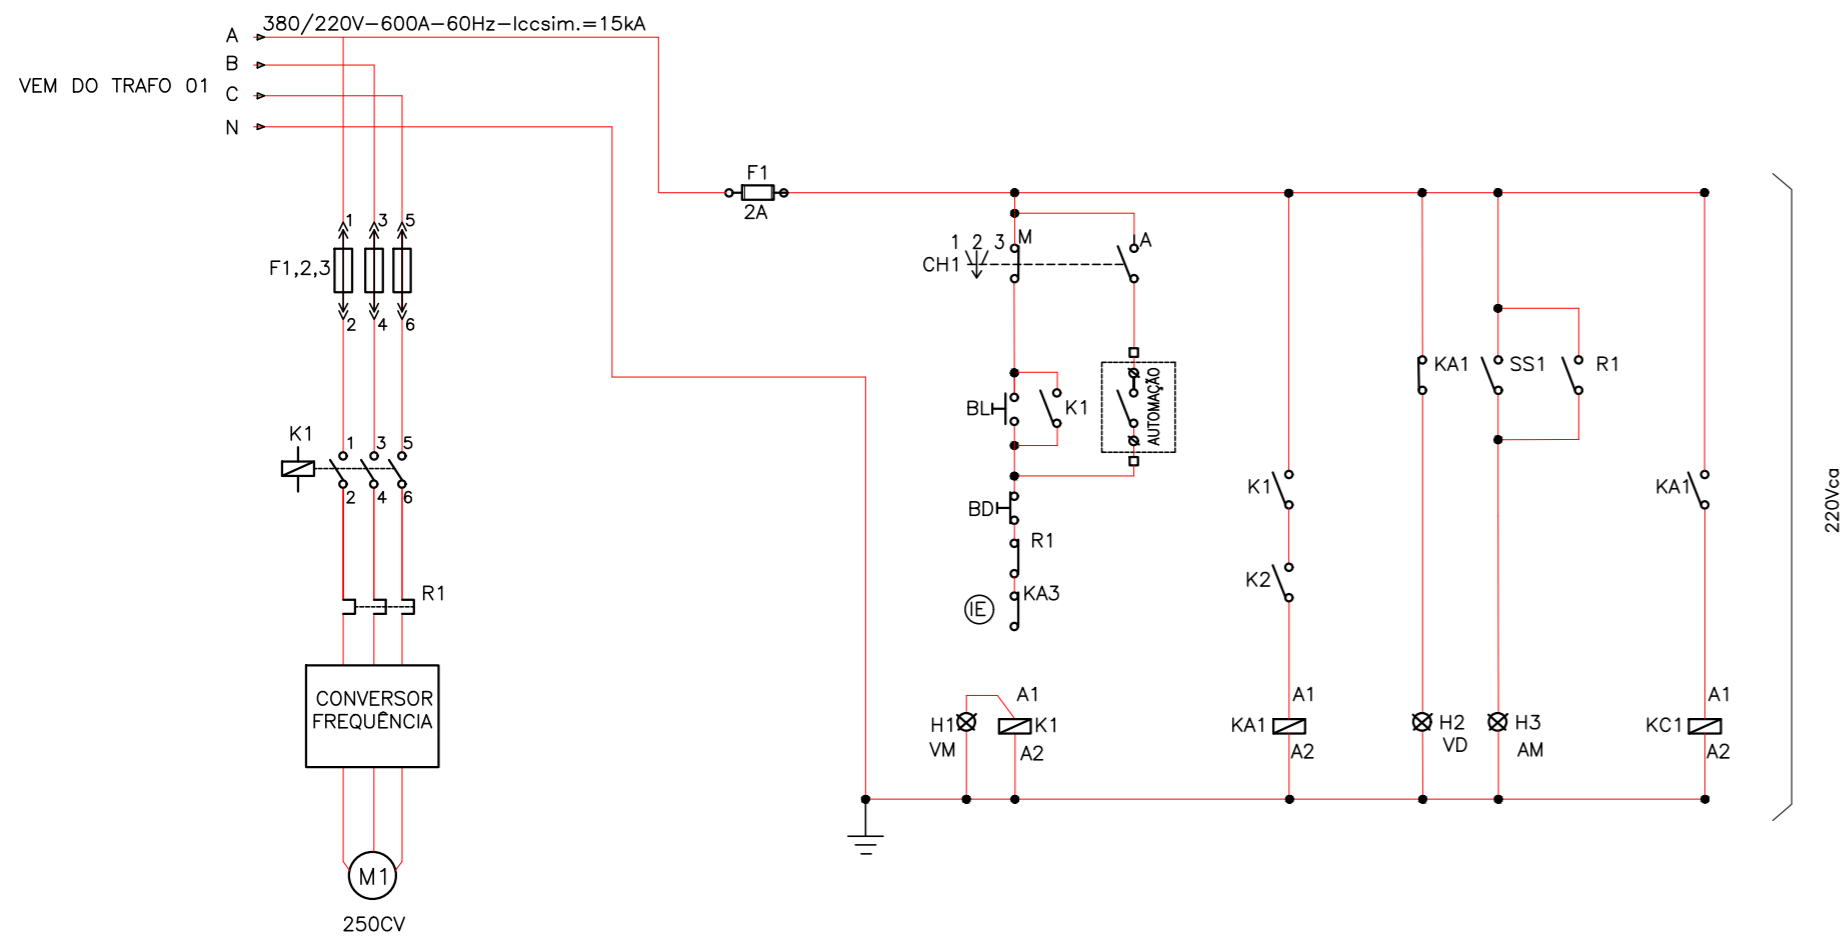 380/220V-600A-60Hz-Iccsim.=15kA
A
B
VEM DO TRAFO 01
C
N
F1
2A
1 3 5
F1,2,3
2 4 6
K1
1 3 5
2 4 6
R1
CONVERSOR
FREQUÊNCIA
M1
250CV
1 2 3 M
A
CH1
BL
K1
AUTOMAÇÃO
BD
R1
KA3
IE
A1
H1
K1
VM
A2
K1
K2
A1
KA1
A2
KA1
SS1
R1
H2
VD
H3
AM
KA1
A1
KC1
A2
220Vca